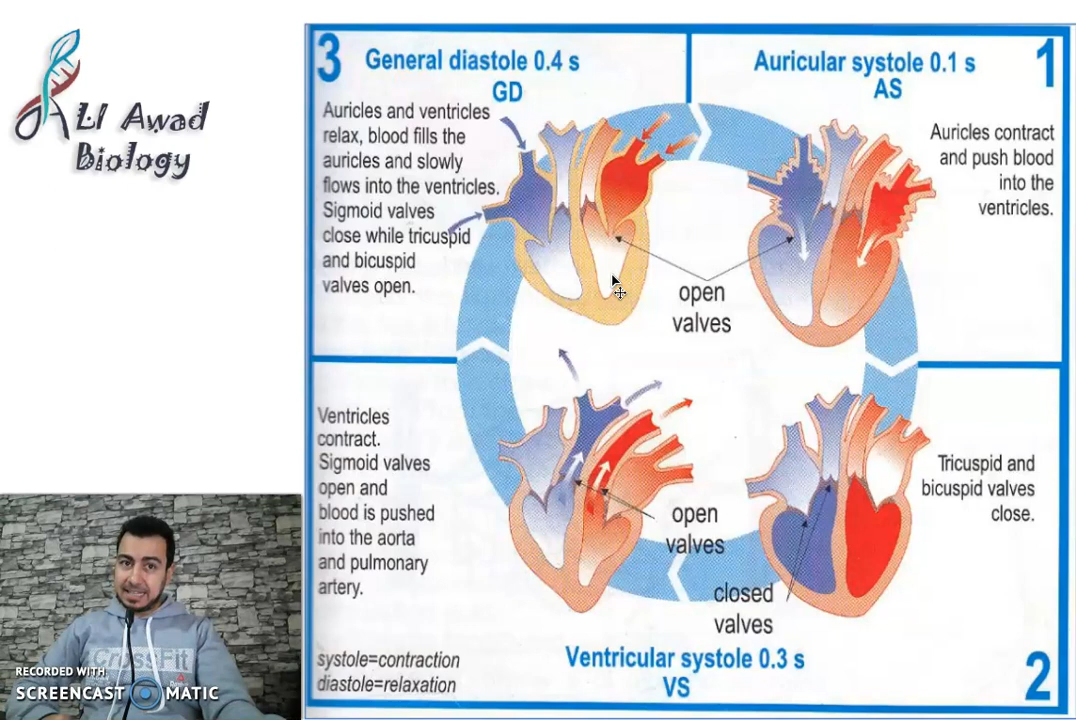 ALI Awad
Biology
3
General diastole 0.4 s
GD
Auricles and ventricles
relax, blood fills the
auricles and slowly
flows into the ventricles.
Sigmoid valves
close while tricuspid
and bicuspid
valves open.
Auricular systole 0.1 s
AS
1
Auricles contract
and push blood
into the
ventricles.
open
valves
Ventricles
contract.
Sigmoid valves
open and
blood is pushed
into the aorta
and pulmonary
artery.
open
valves
Tricuspid and
bicuspid valves
close.
closed
valves
systole=contraction
diastole=relaxation
Ventricular systole 0.3 s
VS
2
CrossFit
RECORDED WITH
SCREENCAST MATIC